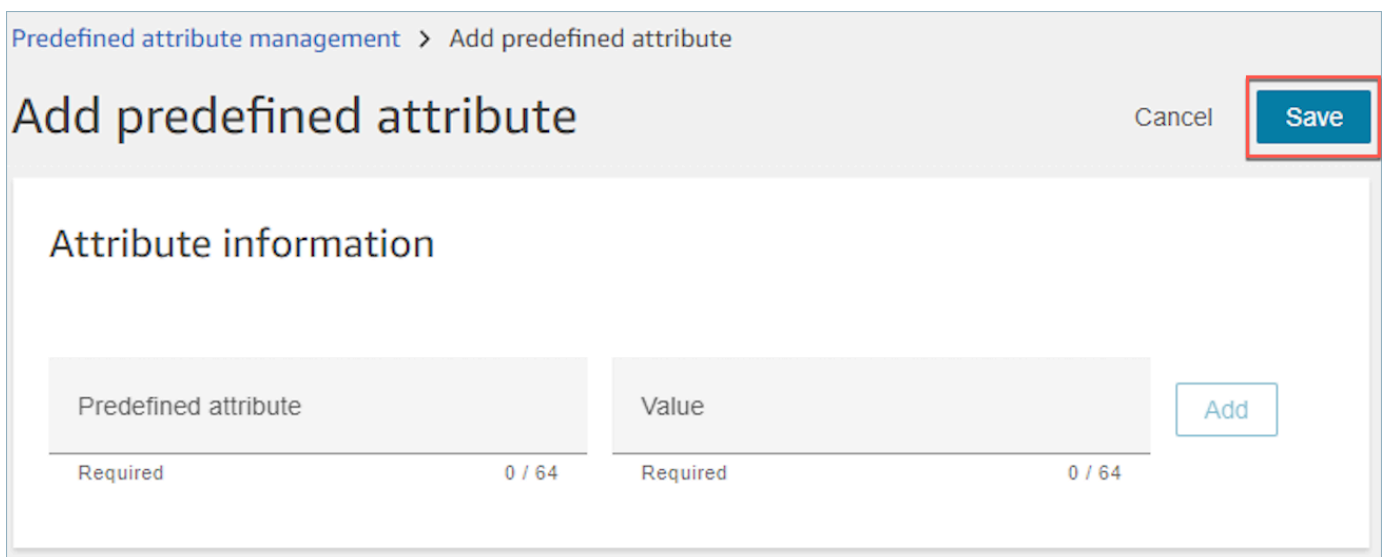 Predefined attribute management > Add predefined attribute
Add predefined attribute
Cancel
Save
Attribute information
Predefined attribute
Value
Add
Required
0 / 64
Required
0 / 64